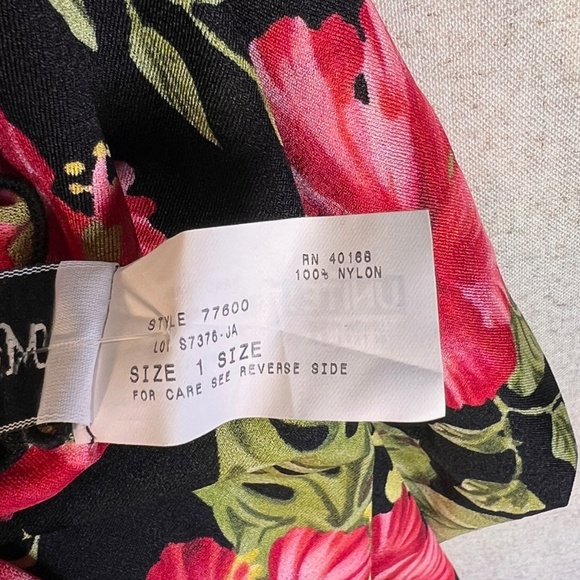 RN 40168
100% NYLON
STYLE 77600
LOT S7376-JA
SIZE 1 SIZE
FOR CARE SEE REVERSE SIDE